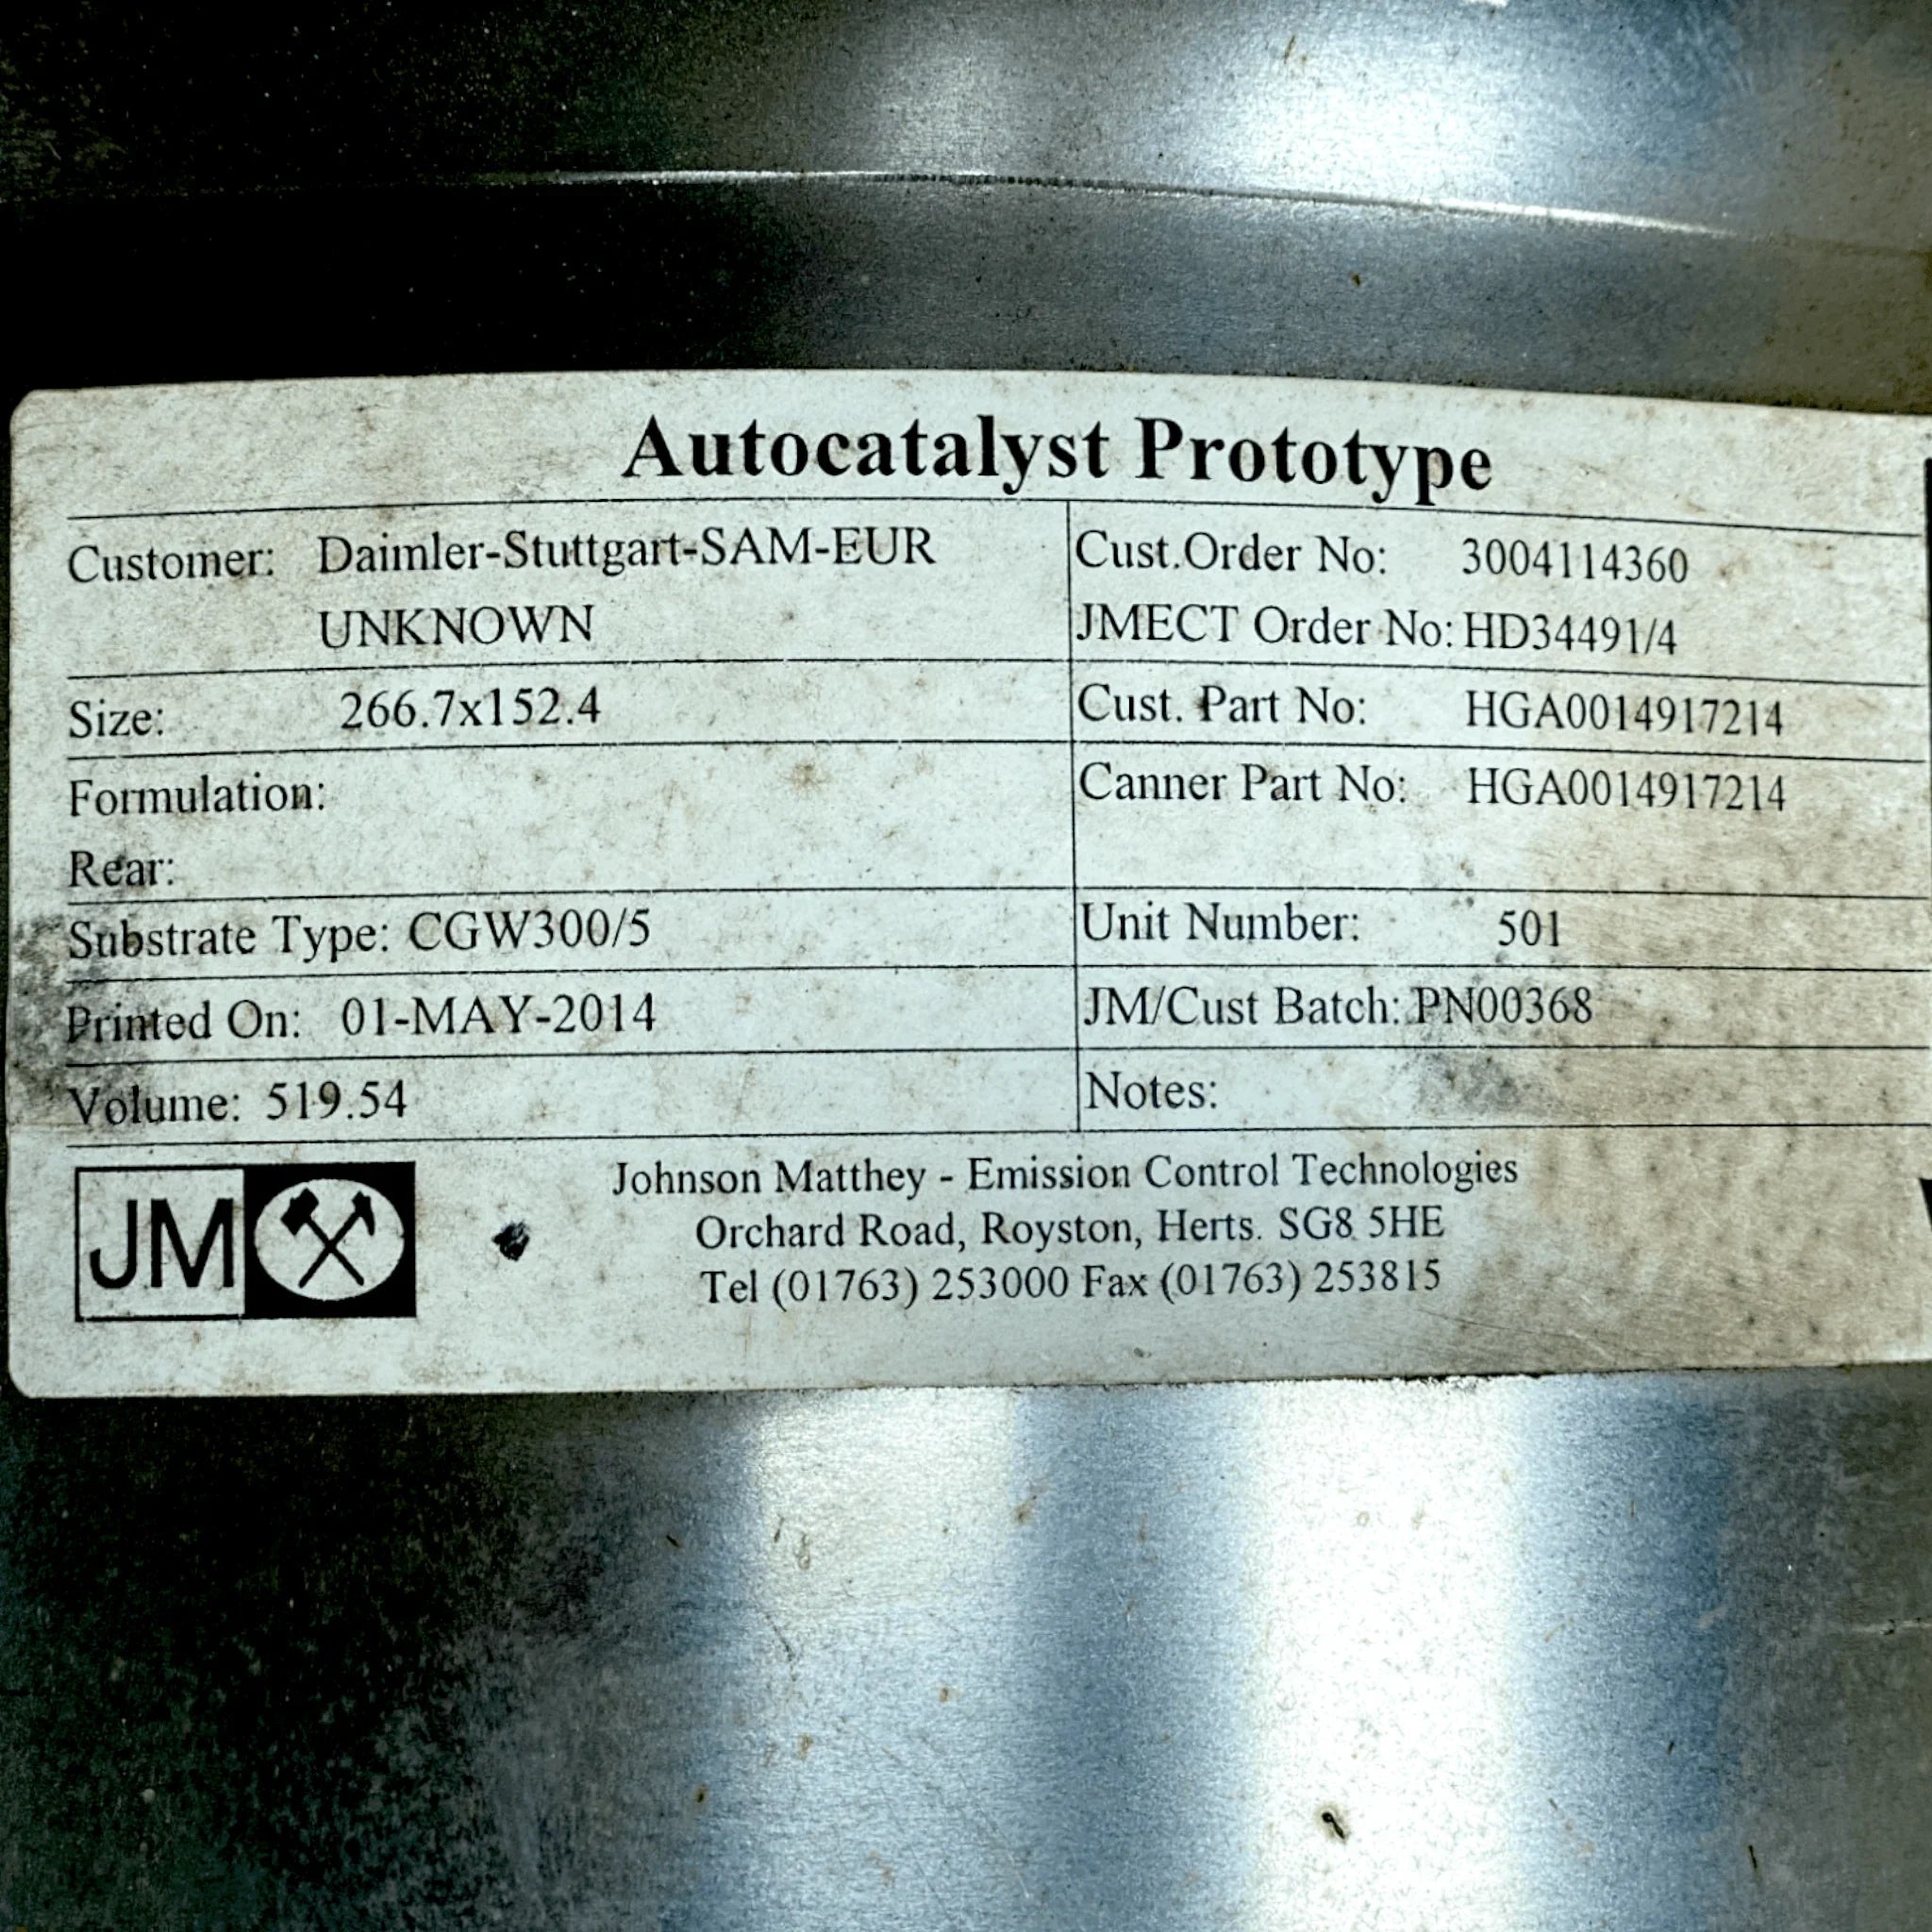 Autocatalyst Prototype
Customer: Daimler-Stuttgart-SAM-EUR
UNKNOWN
Cust.Order No: 3004114360
JMECT Order No: HD34491/4
Size: 266.7x152.4
Cust. Part No: HGA0014917214
Formulation:
Rear:
Canner Part No: HGA0014917214
Substrate Type: CGW300/5
Unit Number: 501
Printed On: 01-MAY-2014
JM/Cust Batch: PN00368
Volume: 519.54
Notes:
JM
Johnson Matthey - Emission Control Technologies
Orchard Road, Royston, Herts. SG8 5HE
Tel (01763) 253000 Fax (01763) 253815